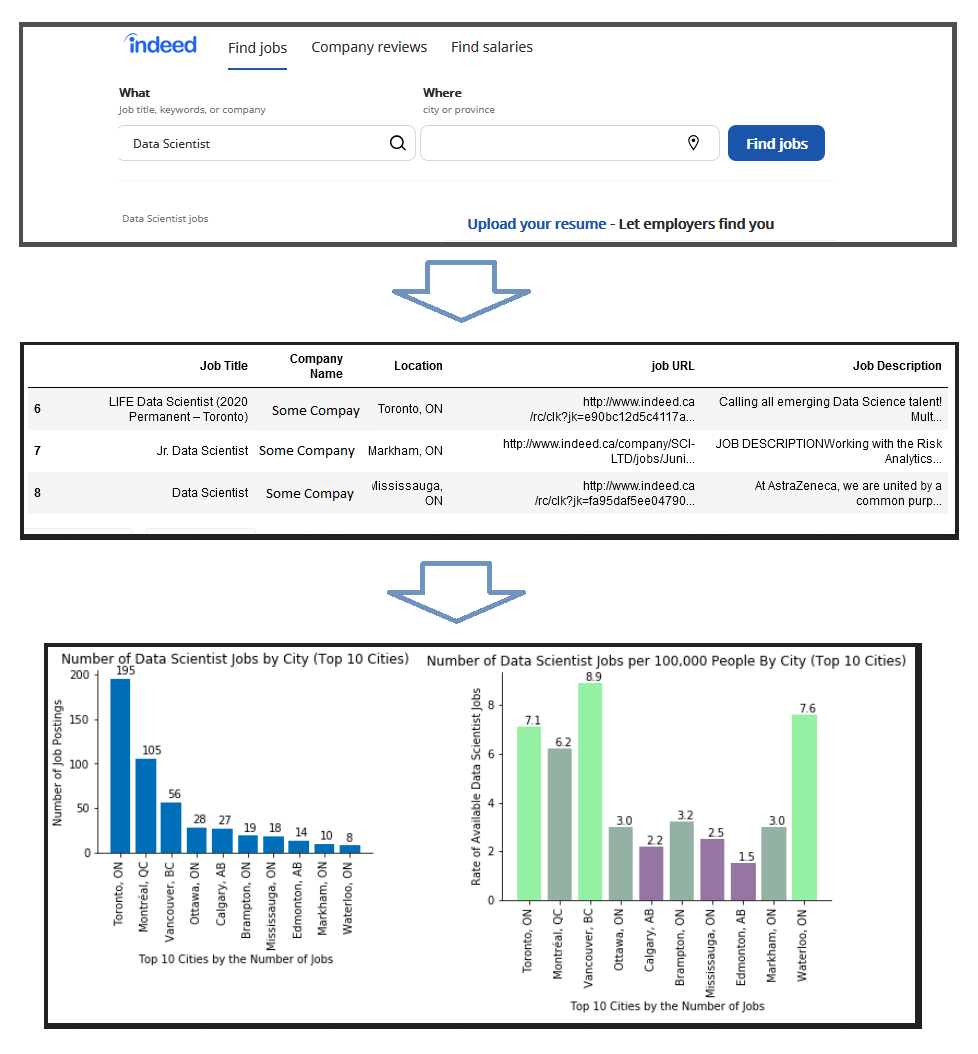 indeed Find jobs Company reviews Find salaries
What Where
Job title, keywords, or company city or province
Data Scientist Find jobs
Data Scientist jobs
Upload your resume - Let employers find you
Job Title Company Name Location job URL Job Description
6 LIFE Data Scientist (2020 Some Compay Toronto, ON http://www.indeed.ca Calling all emerging Data Science talent!
Permanent – Toronto) /rc/clk?jk=e90bc12d5c4117a... Mult...
7 Jr. Data Scientist Some Company Markham, ON http://www.indeed.ca/company/SCI- JOB DESCRIPTIONWorking with the Risk
LTD/jobs/Juni... Analytics...
8 Data Scientist Some Compay Mississauga, http://www.indeed.ca At AstraZeneca, we are united by a
ON /rc/clk?jk=fa95daf5ee04790... common purp...
Number of Data Scientist Jobs by City (Top 10 Cities)
Number of Job Postings
200
150
100
50
0
195
105
56
28
27
19
18
14
10
8
Toronto, ON
Montréal, QC
Vancouver, BC
Ottawa, ON
Calgary, AB
Brampton, ON
Mississauga, ON
Edmonton, AB
Markham, ON
Waterloo, ON
Top 10 Cities by the Number of Jobs
Number of Data Scientist Jobs per 100,000 People By City (Top 10 Cities)
Rate of Available Data Scientist Jobs
8
6
4
2
0
7.1
6.2
8.9
3.0
2.2
3.2
2.5
1.5
3.0
7.6
Toronto, ON
Montréal, QC
Vancouver, BC
Ottawa, ON
Calgary, AB
Brampton, ON
Mississauga, ON
Edmonton, AB
Markham, ON
Waterloo, ON
Top 10 Cities by the Number of Jobs